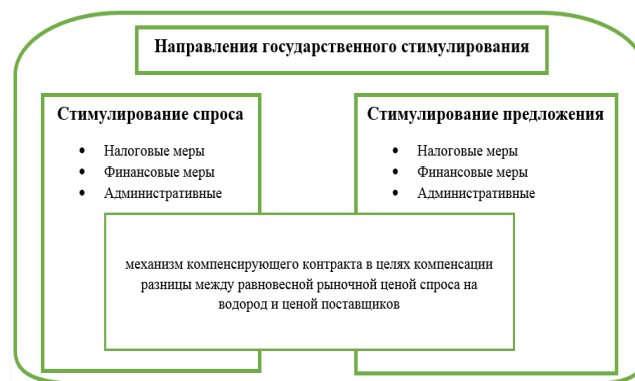 Направления государственного стимулирования
Стимулирование спроса
• Налоговые меры
• Финансовые меры
• Административные
Стимулирование предложения
• Налоговые меры
• Финансовые меры
• Административные
механизм компенсирующего контракта в целях компенсации
разницы между равновесной рыночной ценой спроса на
водород и ценой поставщиков